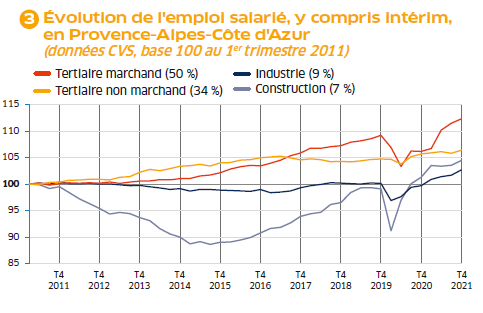 3 Évolution de l'emploi salarié, y compris intérim,
en Provence-Alpes-Côte d'Azur
(données CVS, base 100 au 1er trimestre 2011)
Tertiaire marchand (50 %) Industrie (9 %)
Tertiaire non marchand (34 %) Construction (7 %)
115
110
105
100
95
90
85
T4 T4 T4 T4 T4 T4 T4 T4 T4 T4 T4
2011 2012 2013 2014 2015 2016 2017 2018 2019 2020 2021